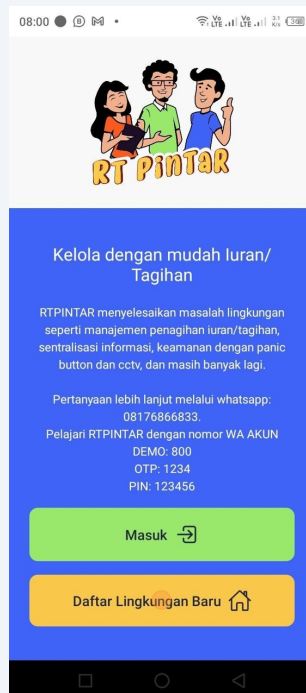 08:00
RT PINTAR
Kelola dengan mudah Iuran/
Tagihan
RTPINTAR menyelesaikan masalah lingkungan
seperti manajemen penagihan iuran/tagihan,
sentralisasi informasi, keamanan dengan panic
button dan cctv, dan masih banyak lagi.
Pertanyaan lebih lanjut melalui whatsapp:
08176866833.
Pelajari RTPINTAR dengan nomor WA AKUN
DEMO: 800
OTP: 1234
PIN: 123456
Masuk
Daftar Lingkungan Baru